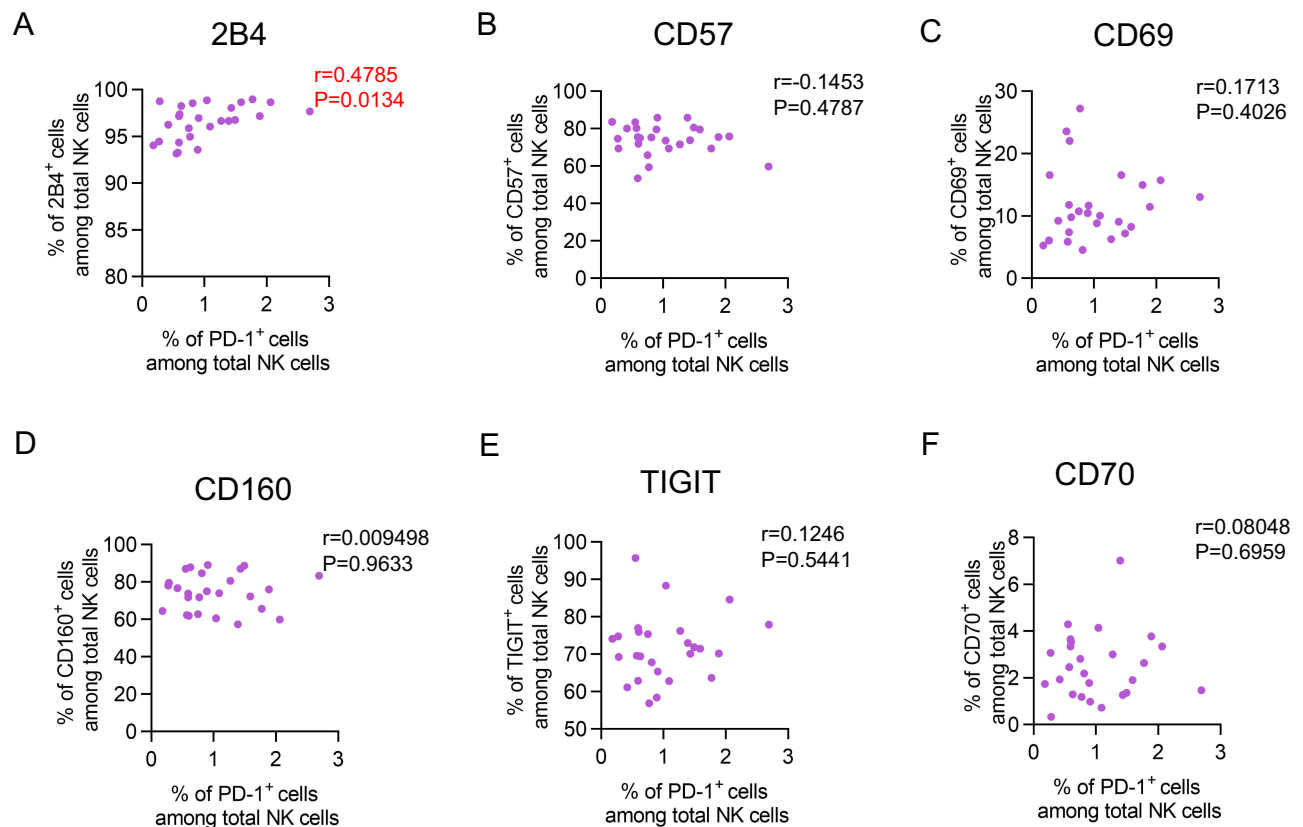 A
2B4
r=0.4785
P=0.0134
% of 2B4+ cells
among total NK cells
100
95
90
85
80
0
1
2
3
% of PD-1+ cells
among total NK cells
B
CD57
r=-0.1453
P=0.4787
% of CD57+ cells
among total NK cells
100
80
60
40
20
0
0
1
2
3
% of PD-1+ cells
among total NK cells
C
CD69
r=0.1713
P=0.4026
% of CD69+ cells
among total NK cells
30
20
10
0
0
1
2
3
% of PD-1+ cells
among total NK cells
D
CD160
r=0.009498
P=0.9633
% of CD160+ cells
among total NK cells
100
80
60
40
20
0
0
1
2
3
% of PD-1+ cells
among total NK cells
E
TIGIT
r=0.1246
P=0.5441
% of TIGIT+ cells
among total NK cells
100
90
80
70
60
50
0
1
2
3
% of PD-1+ cells
among total NK cells
F
CD70
r=0.08048
P=0.6959
% of CD70+ cells
among total NK cells
8
6
4
2
0
0
1
2
3
% of PD-1+ cells
among total NK cells